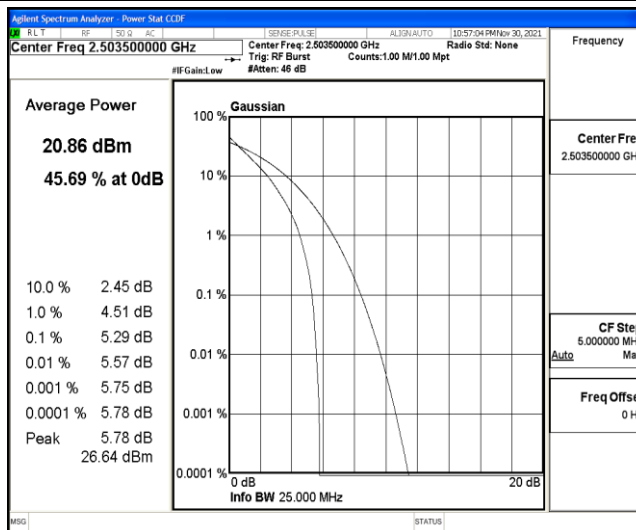 Agilent Spectrum Analyzer - Power Stat CCDF
LXI RLT RF 50 Ω AC SENSE:PULSE ALIGNAUTO 10:57:04 PM Nov 30, 2021
Center Freq 2.503500000 GHz
Center Freq: 2.503500000 GHz Radio Std: None
Trig: RF Burst Counts:1.00 M/1.00 Mpt
#IFGain:Low #Atten: 46 dB
Frequency
Average Power
20.86 dBm
45.69 % at 0dB
10.0 % 2.45 dB
1.0 % 4.51 dB
0.1 % 5.29 dB
0.01 % 5.57 dB
0.001 % 5.75 dB
0.0001 % 5.78 dB
Peak 5.78 dB
26.64 dBm
Gaussian
100 %
10 %
1 %
0.1 %
0.01 %
0.001 %
0.0001 %
0 dB 20 dB
Info BW 25.000 MHz
Center Fre
2.503500000 GH
CF Ste
5.000000 MH
Auto Ma
Freq Offse
0 H
MSG STATUS